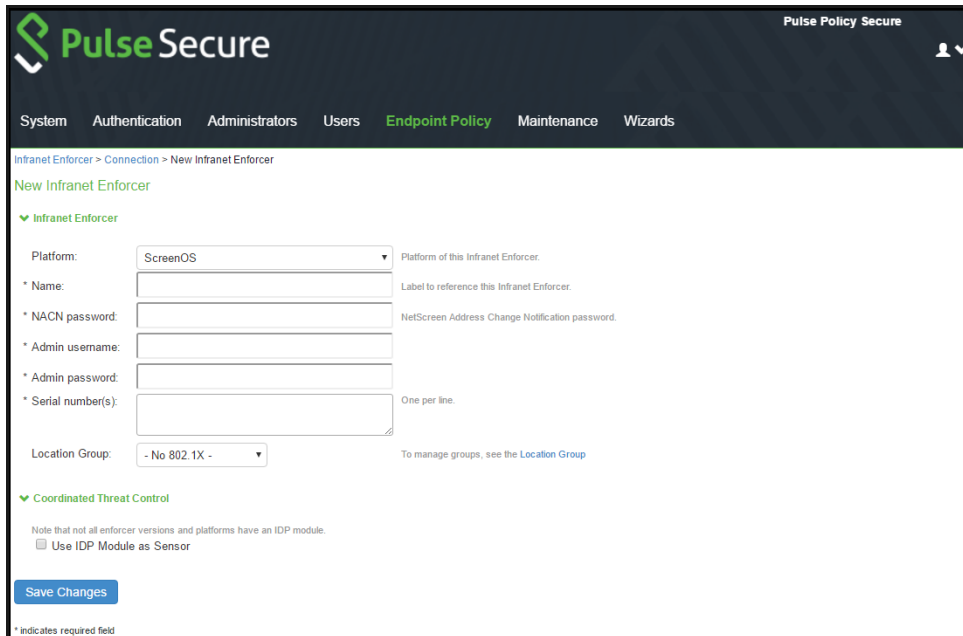 Pulse Policy Secure
Pulse Secure
System Authentication Administrators Users Endpoint Policy Maintenance Wizards
Infranet Enforcer > Connection > New Infranet Enforcer
New Infranet Enforcer
Infranet Enforcer
Platform: ScreenOS Platform of this Infranet Enforcer.
* Name: Label to reference this Infranet Enforcer.
* NACN password: NetScreen Address Change Notification password.
* Admin username:
* Admin password:
* Serial number(s): One per line.
Location Group: - No 802.1X - To manage groups, see the Location Group
Coordinated Threat Control
Note that not all enforcer versions and platforms have an IDP module.
Use IDP Module as Sensor
Save Changes
* indicates required field